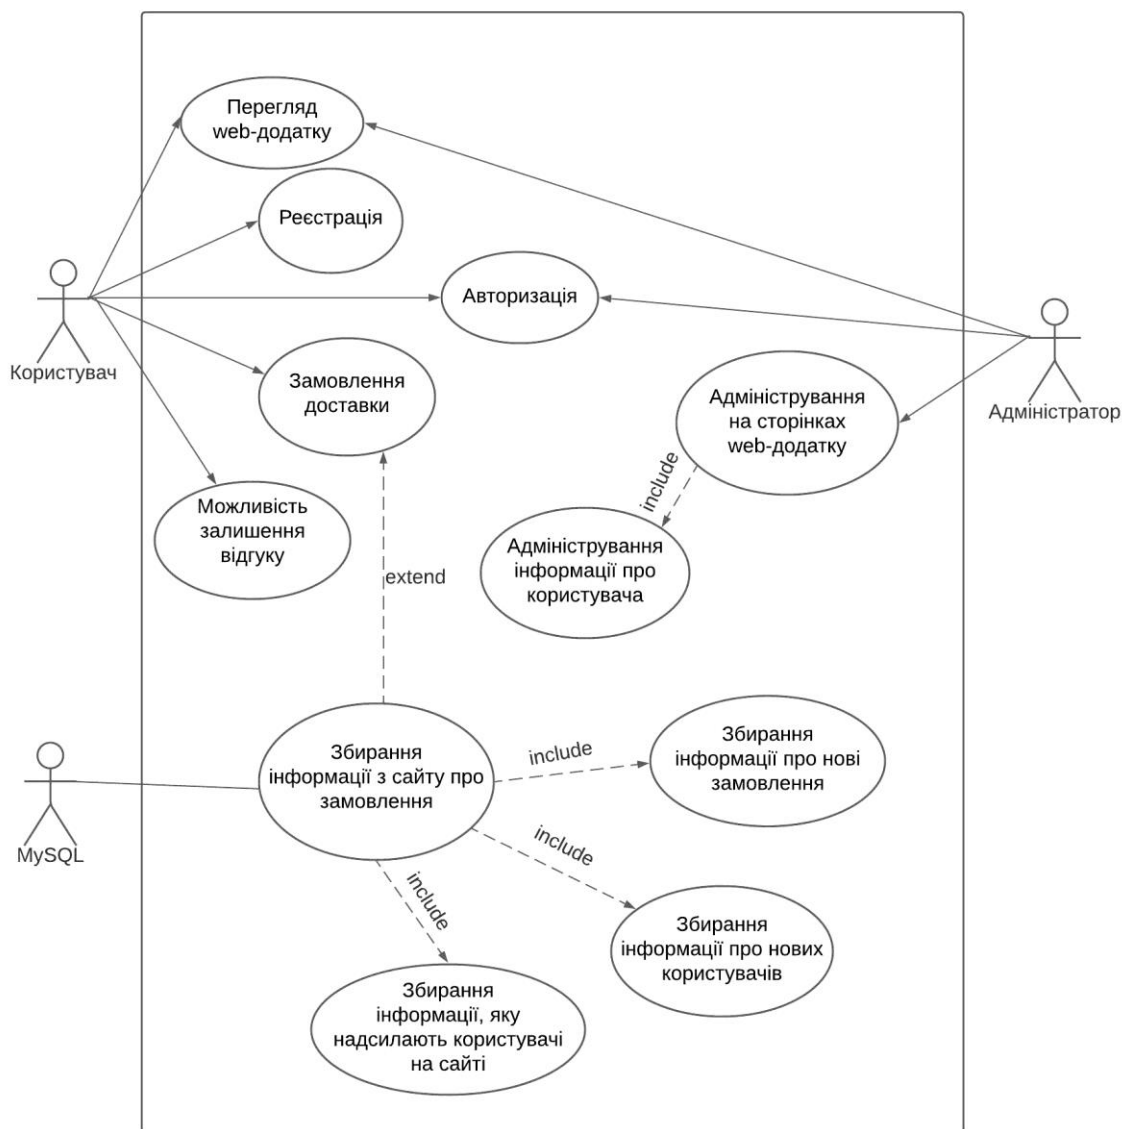 Перегляд
web-додатку
Реєстрація
Авторизація
Користувач
Замовлення
доставки
Адміністрування
на сторінках
web-додатку
Адміністратор
include
Можливість
залишення
відгуку
Адміністрування
інформації про
користувача
extend
Збирання
інформації з сайту про
замовлення
include
Збирання
інформації про нові
замовлення
MySQL
include
include
Збирання
інформації про нових
користувачів
Збирання
інформації, яку
надсилають користувачі
на сайті